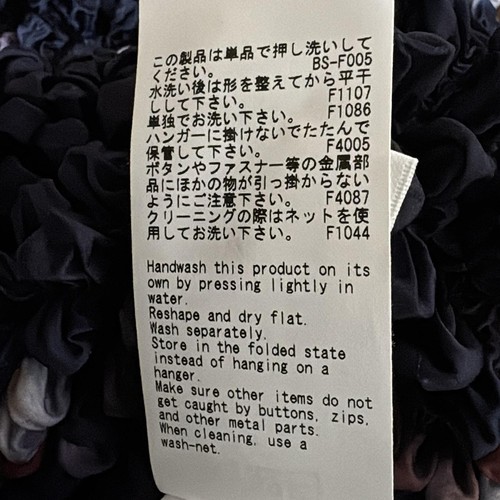 この製品は単品で押し洗いして
ください。 BS-F005
水洗い後は形を整えてから平干
しして下さい。 F1107
単独でお洗い下さい。 F1086
ハンガーに掛けないでたたんで
保管して下さい。 F4005
ボタンやファスナー等の金属部
品にほかの物が引っ掛からない
ようにご注意下さい。 F4087
クリーニングの際はネットを使
用してお洗い下さい。 F1044
Handwash this product on its
own by pressing lightly in
water.
Reshape and dry flat.
Wash separately.
Store in the folded state
instead of hanging on a
hanger.
Make sure other items do not
get caught by buttons, zips,
and other metal parts.
When cleaning, use a
wash-net.